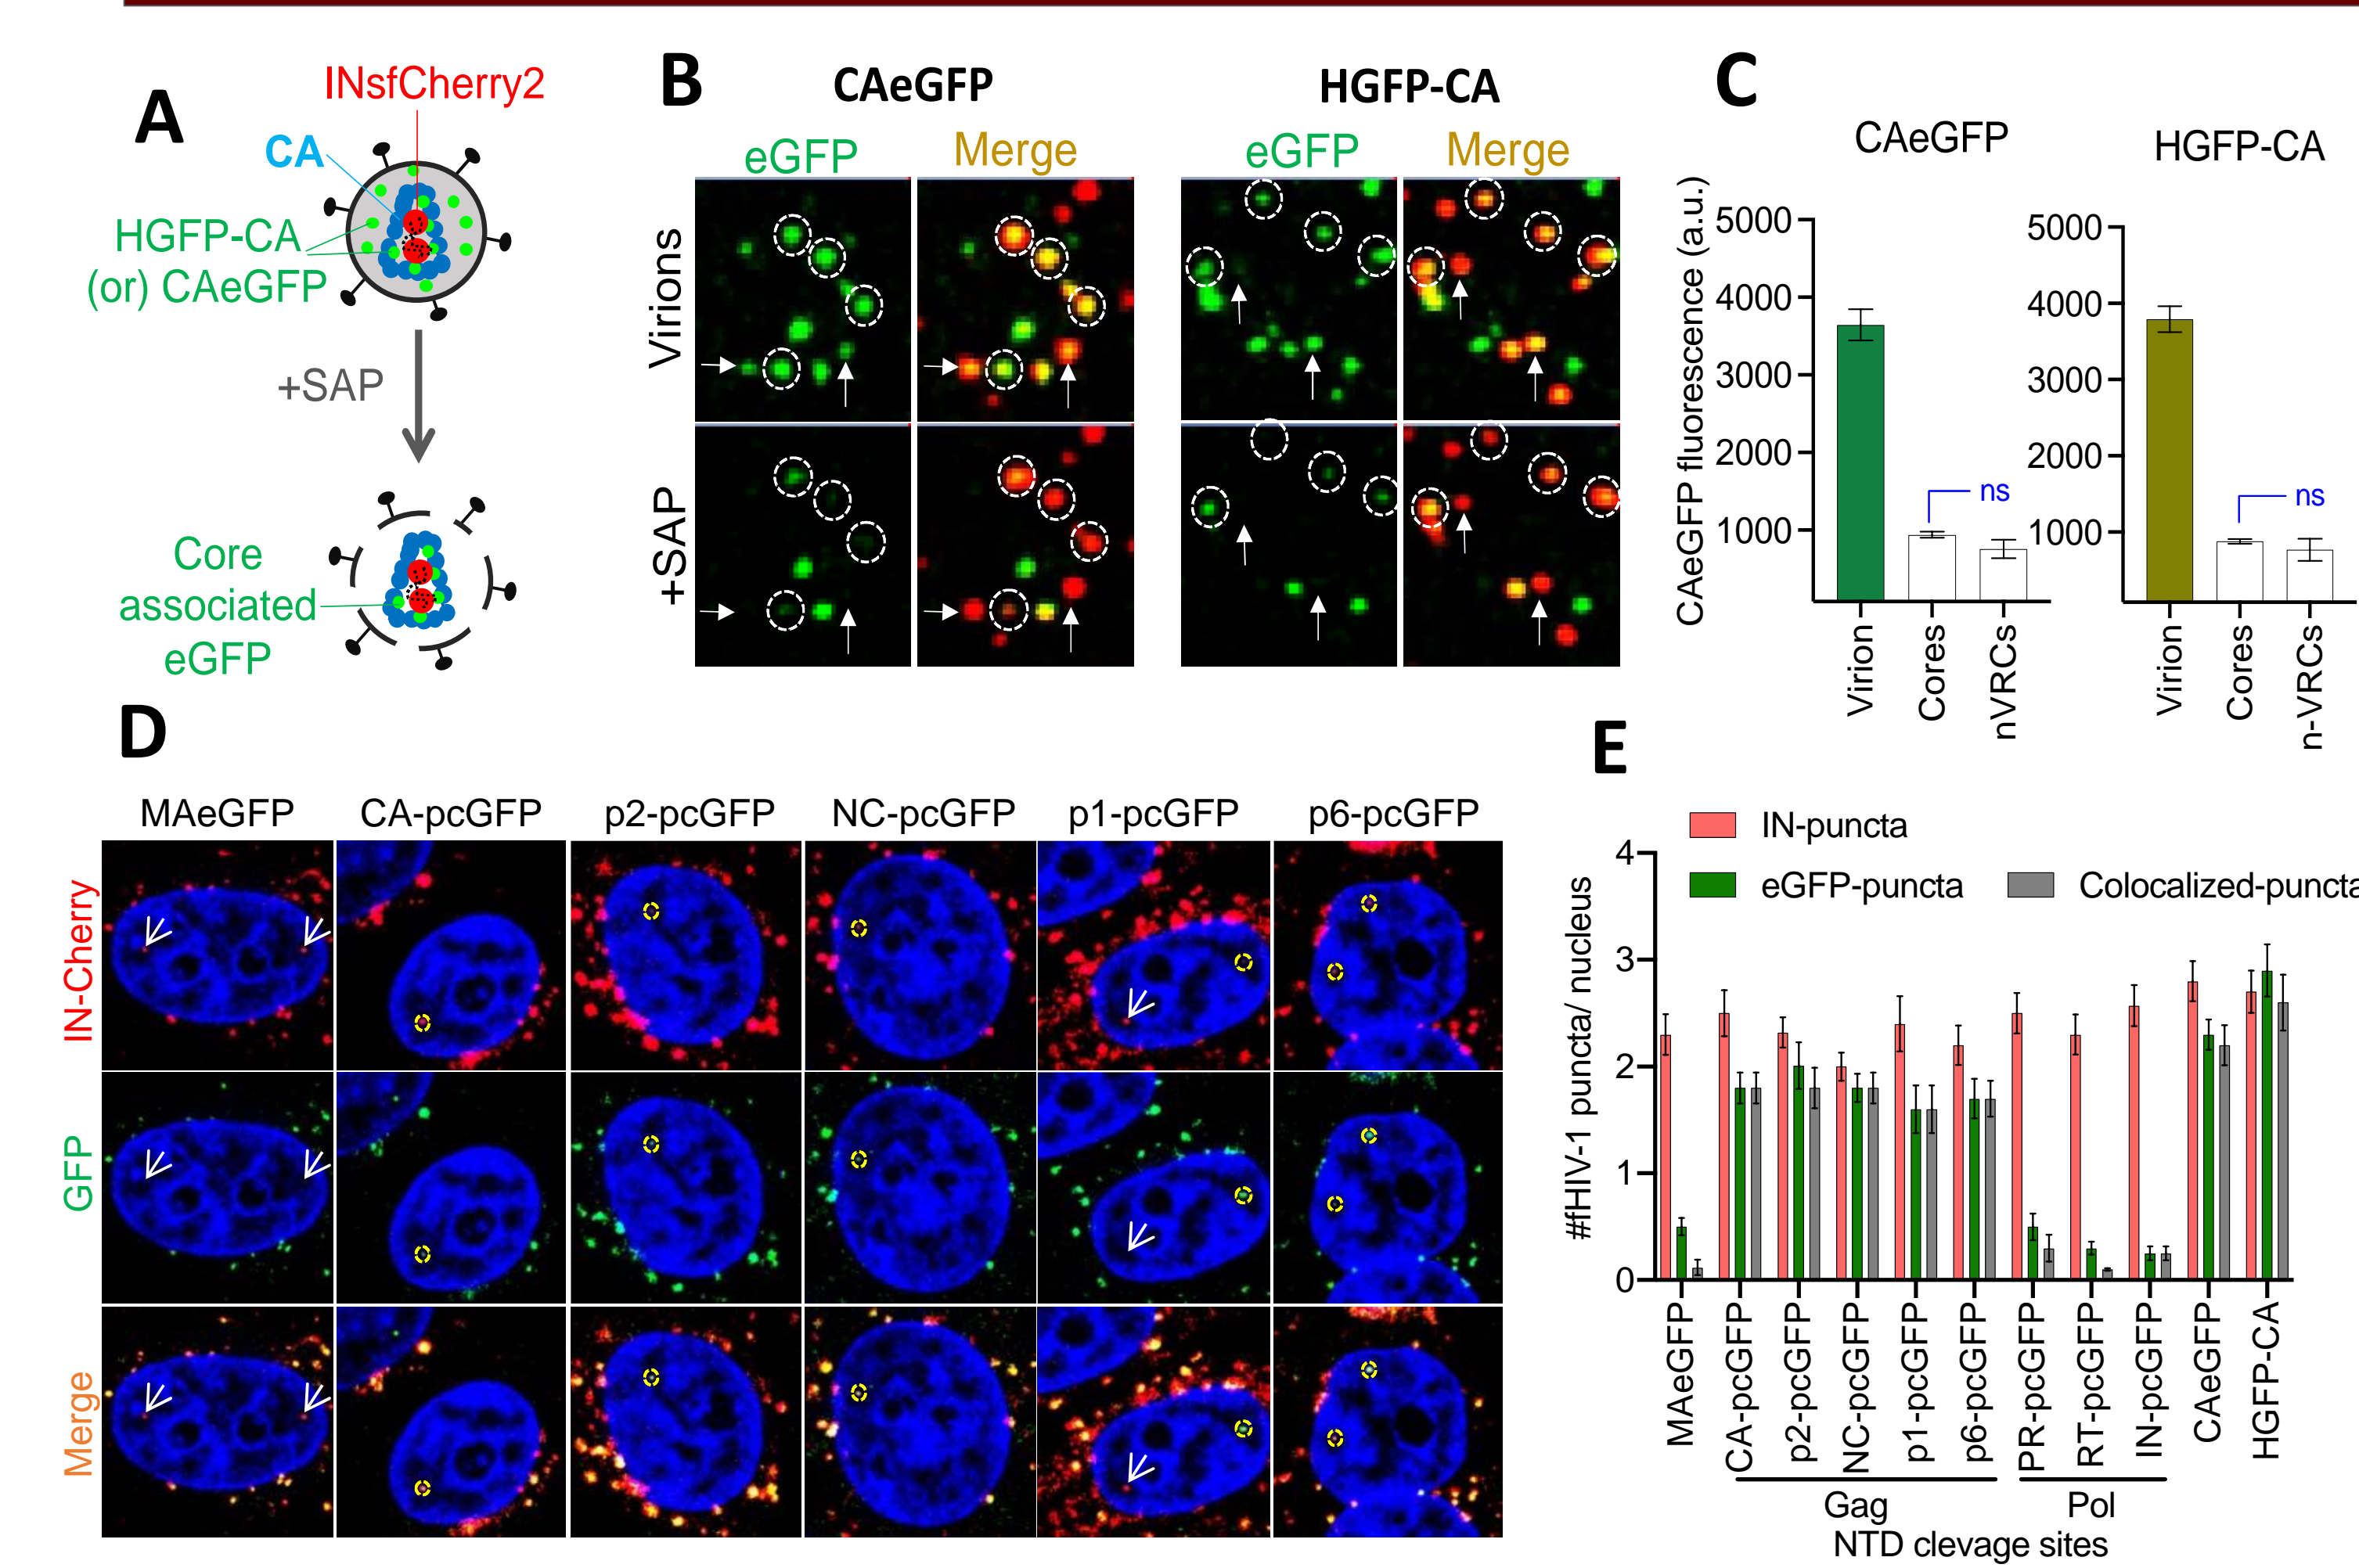 A
INsfCherry2
CA
HGFP-CA
(or) CAeGFP
+SAP
Core
associated
eGFP
B
CAeGFP
HGFP-CA
eGFP
Merge
eGFP
Merge
Virions
+SAP
C
CAeGFP
HGFP-CA
CAeGFP fluorescence (a.u.)
5000
4000
3000
2000
1000
ns
Virion
Cores
nVRCs
5000
4000
3000
2000
1000
ns
Virion
Cores
n-VRCs
D
MAeGFP
CA-pcGFP
p2-pcGFP
NC-pcGFP
p1-pcGFP
p6-pcGFP
IN-Cherry
GFP
Merge
E
IN-puncta
eGFP-puncta
Colocalized-puncta
#fHIV-1 puncta/ nucleus
4
3
2
1
0
MAeGFP
CA-pcGFP
p2-pcGFP
NC-pcGFP
p1-pcGFP
p6-pcGFP
PR-pcGFP
RT-pcGFP
IN-pcGFP
CAeGFP
HGFP-CA
Gag
Pol
NTD clevage sites